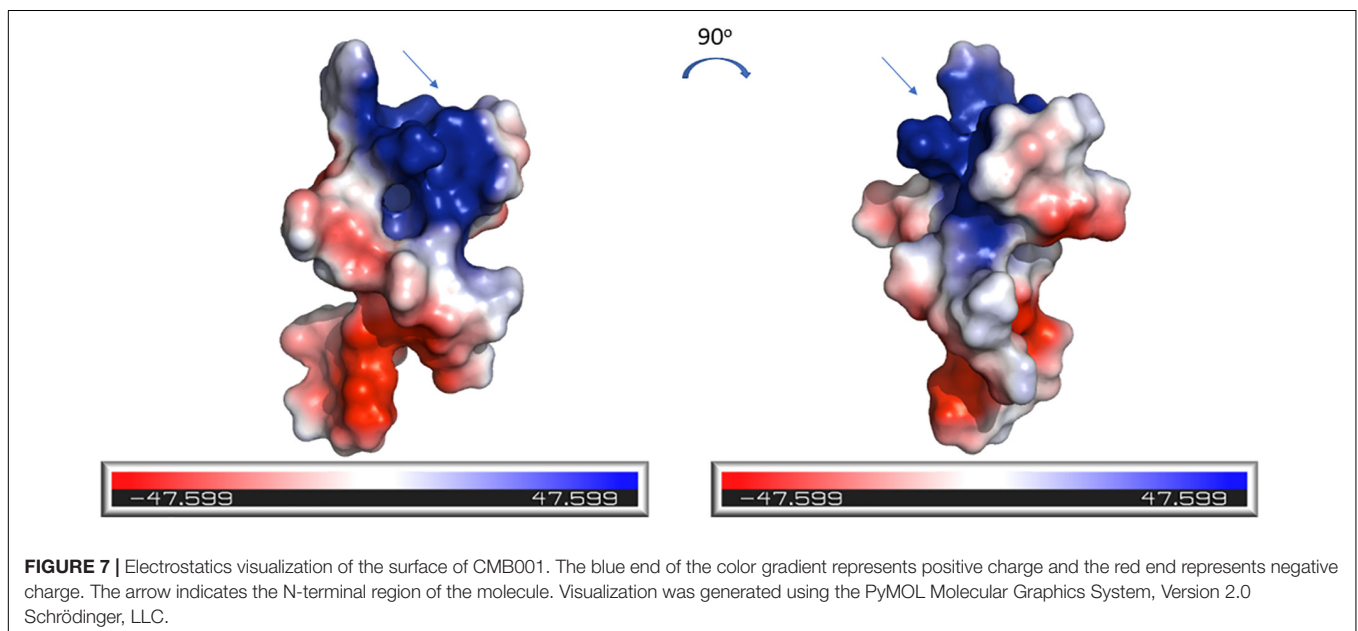 90°
−47.599 47.599
−47.599 47.599
FIGURE 7 | Electrostatics visualization of the surface of CMB001. The blue end of the color gradient represents positive charge and the red end represents negative
charge. The arrow indicates the N-terminal region of the molecule. Visualization was generated using the PyMOL Molecular Graphics System, Version 2.0
Schrödinger, LLC.